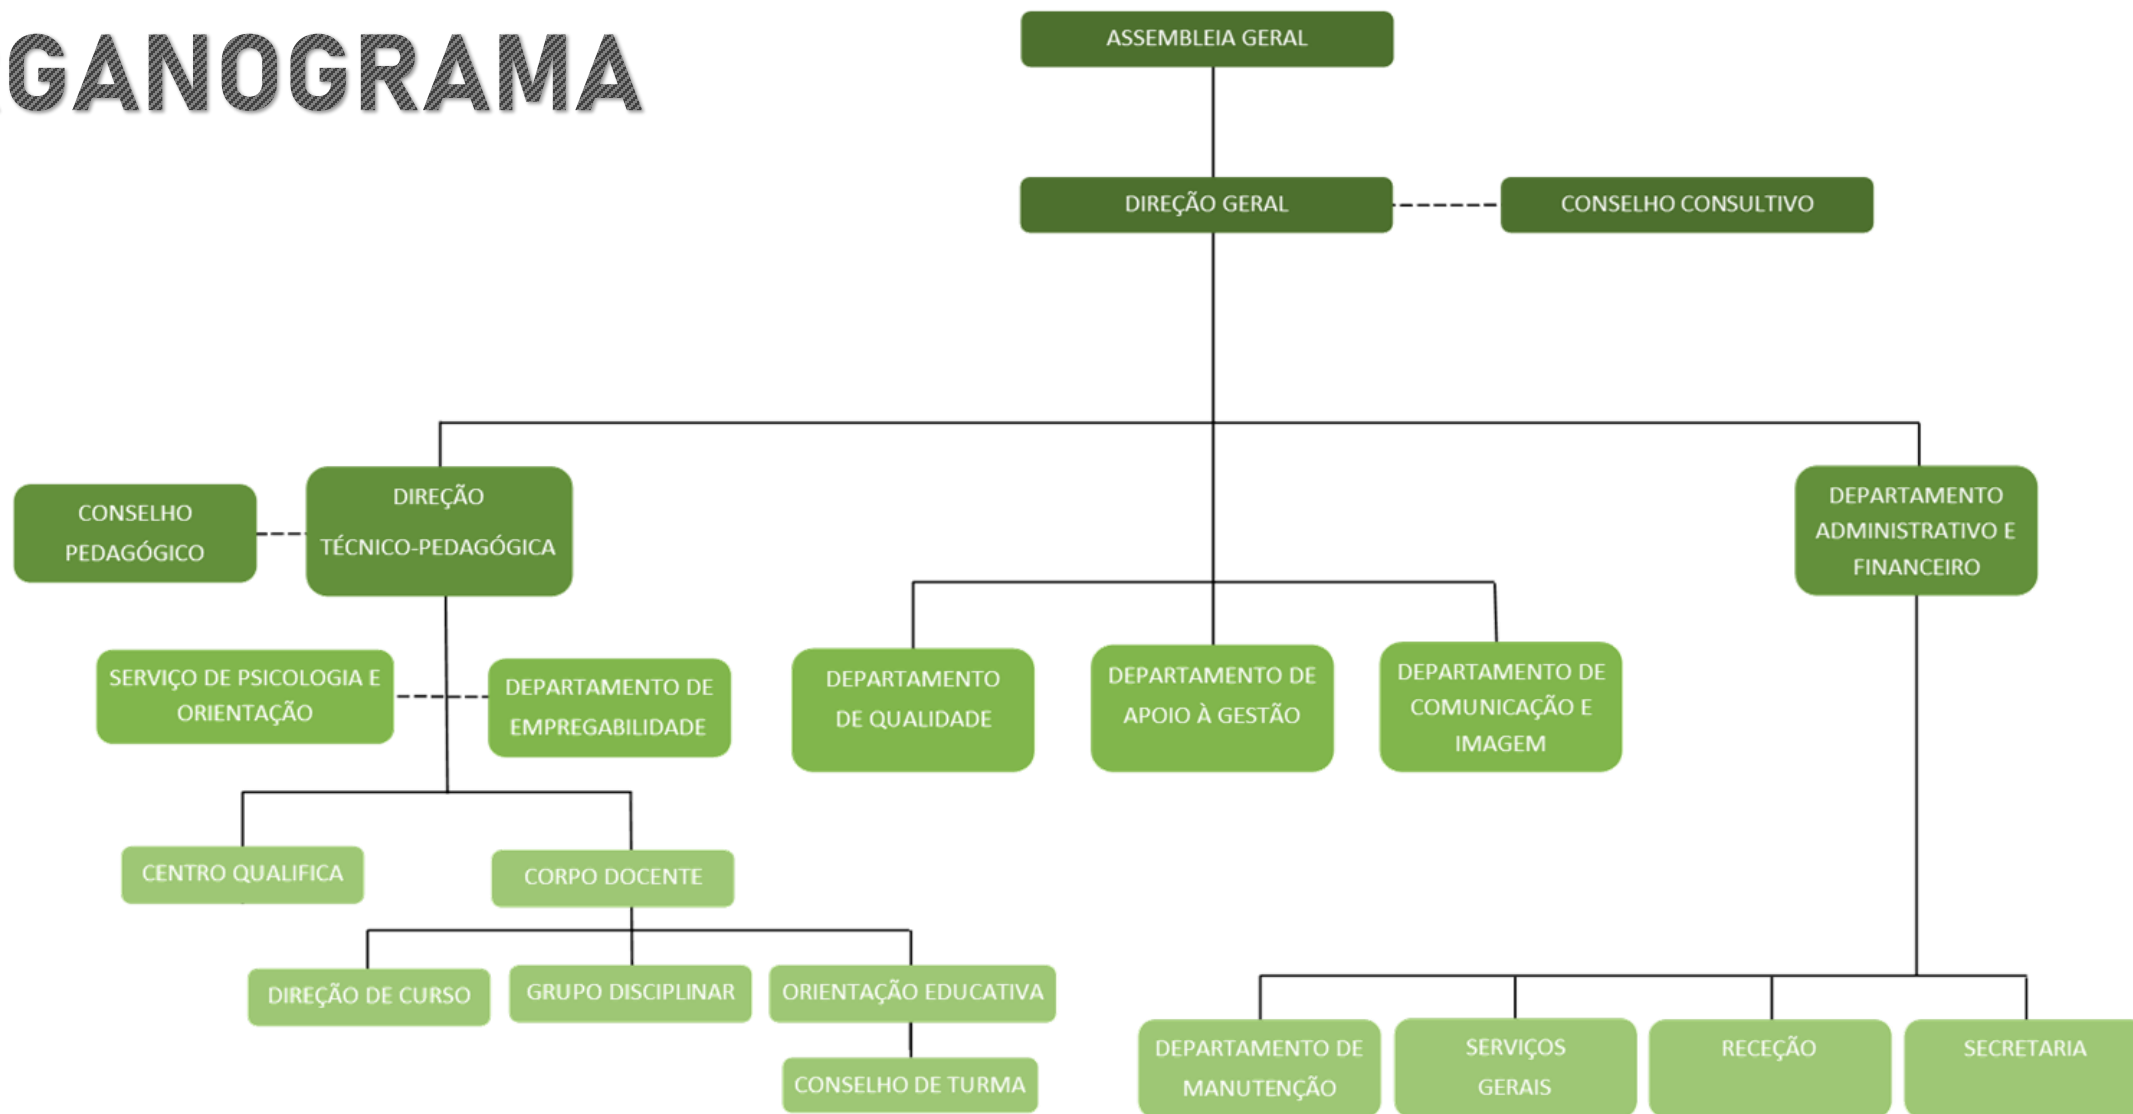 RGANOGRAMA
ASSEMBLEIA GERAL
DIREÇÃO GERAL
CONSELHO CONSULTIVO
CONSELHO
PEDAGÓGICO
DIREÇÃO
TÉCNICO-PEDAGÓGICA
DEPARTAMENTO
ADMINISTRATIVO E
FINANCEIRO
SERVIÇO DE PSICOLOGIA E
ORIENTAÇÃO
DEPARTAMENTO DE
EMPREGABILIDADE
DEPARTAMENTO
DE QUALIDADE
DEPARTAMENTO DE
APOIO À GESTÃO
DEPARTAMENTO DE
COMUNICAÇÃO E
IMAGEM
CENTRO QUALIFICA
CORPO DOCENTE
DIREÇÃO DE CURSO
GRUPO DISCIPLINAR
ORIENTAÇÃO EDUCATIVA
CONSELHO DE TURMA
DEPARTAMENTO DE
MANUTENÇÃO
SERVIÇOS
GERAIS
RECEÇÃO
SECRETARIA